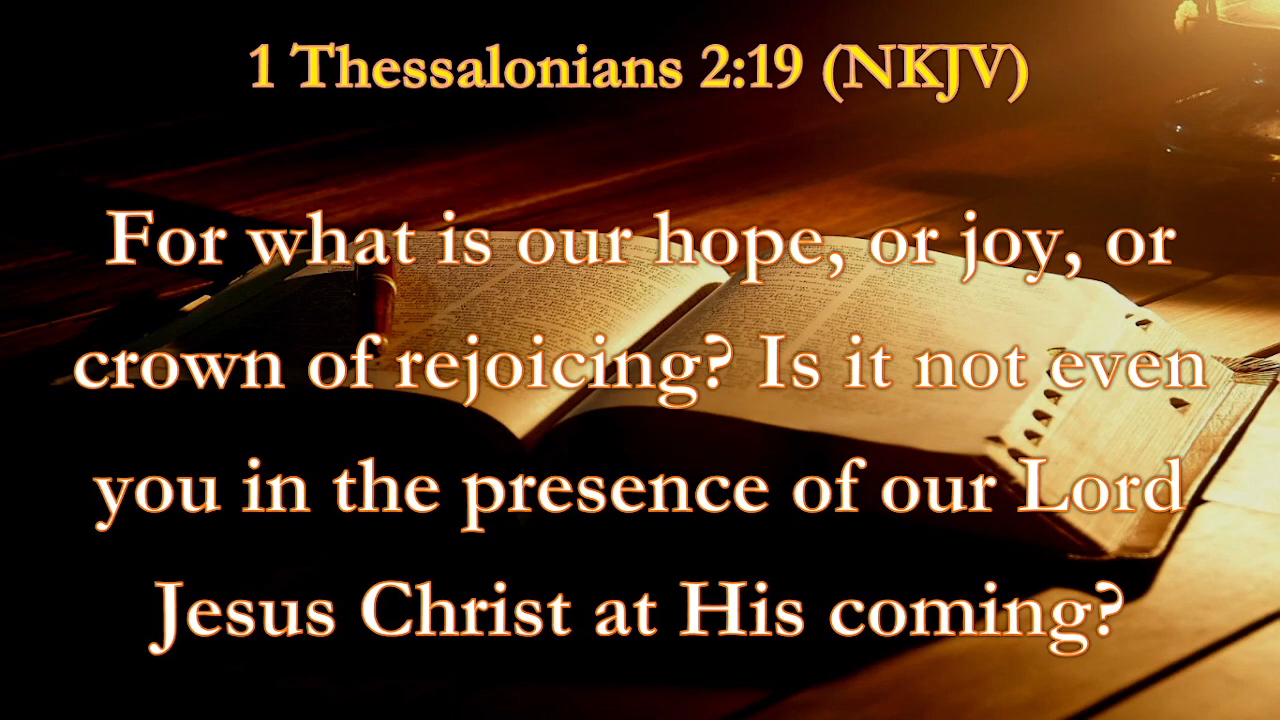 1 Thessalonians 2:19 (NKJV)
For what is our hope, or joy, or
crown of rejoicing? Is it not even
you in the presence of our Lord
Jesus Christ at His coming?